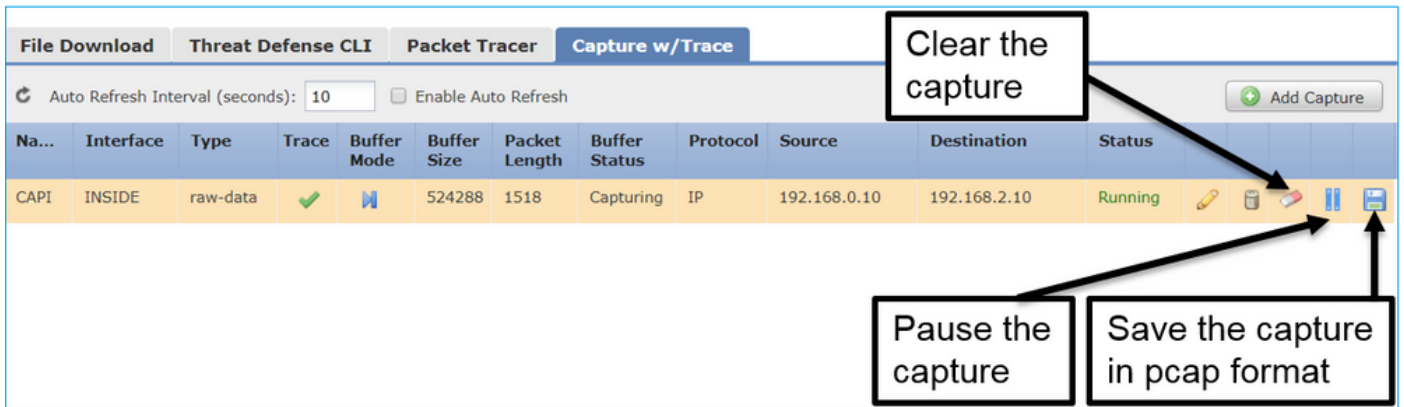 File Download Threat Defense CLI Packet Tracer Capture w/Trace
Clear the
capture
Auto Refresh Interval (seconds): 10 Enable Auto Refresh
Add Capture
Na... Interface Type Trace Buffer Mode Buffer Size Packet Length Buffer Status Protocol Source Destination Status
CAPI INSIDE raw-data 524288 1518 Capturing IP 192.168.0.10 192.168.2.10 Running
Pause the
capture
Save the capture
in pcap format